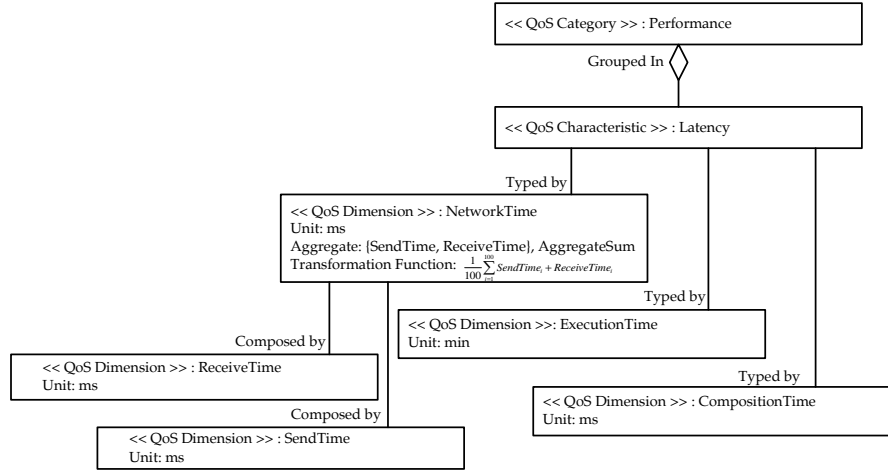 << QoS Category >> : Performance
Grouped In
<< QoS Characteristic >> : Latency
Typed by
<< QoS Dimension >> : NetworkTime
Unit: ms
Aggregate: {SendTime, ReceiveTime}, AggregateSum
Transformation Function: 1/100 ∑_{i=1}^{100} SendTime_i + ReceiveTime_i
Typed by
<< QoS Dimension >>: ExecutionTime
Unit: min
Composed by
<< QoS Dimension >> : ReceiveTime
Unit: ms
Typed by
<< QoS Dimension >> : CompositionTime
Unit: ms
Composed by
<< QoS Dimension >> : SendTime
Unit: ms